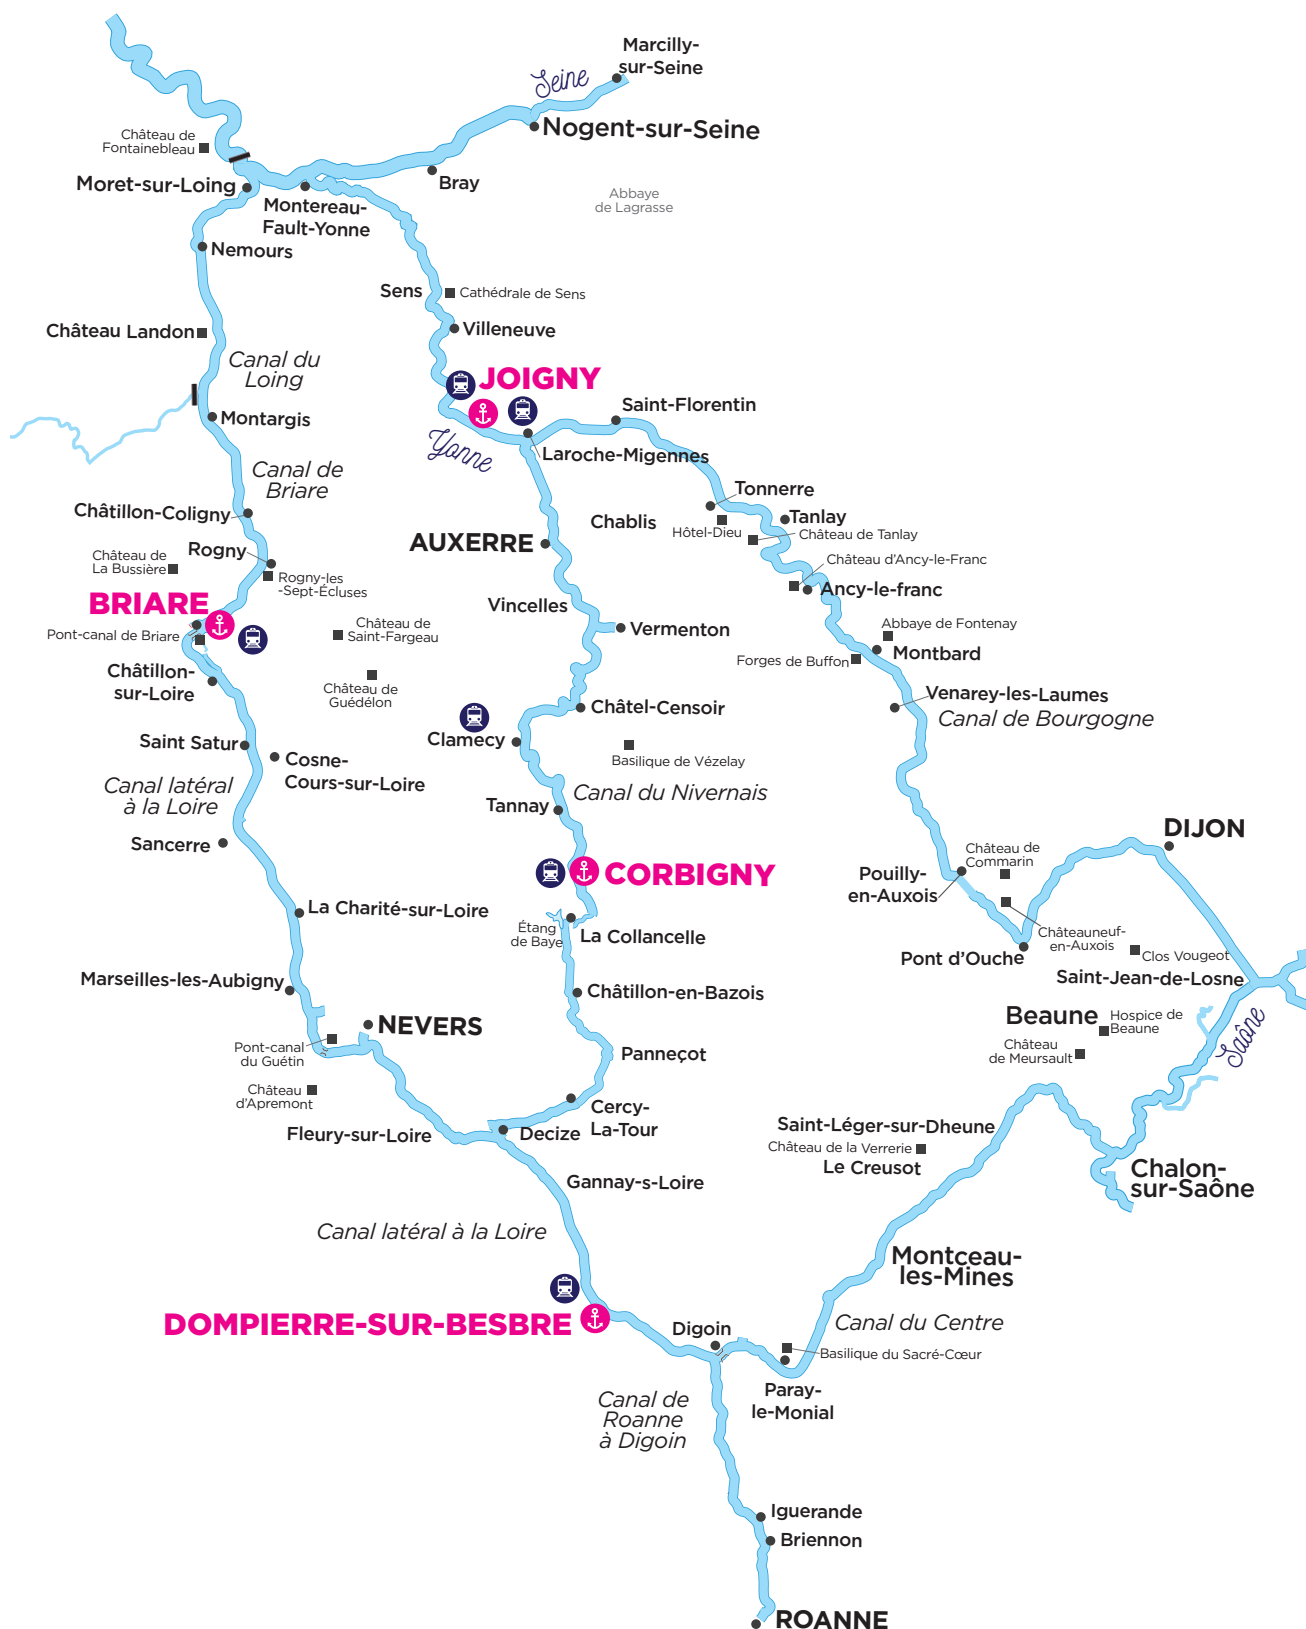 Marcilly-
sur-Seine
Seine
Nogent-sur-Seine
Château de
Fontainebleau
Moret-sur-Loing
Bray
Abbaye
de Lagrasse
Montereau-
Fault-Yonne
Nemours
Sens
Cathédrale de Sens
Château Landon
Villeneuve
Canal du
Loing
JOIGNY
Saint-Florentin
Montargis
Yonne
Laroche-Migennes
Canal de
Briare
Tonnerre
Châtillon-Coligny
Chablis
Hôtel-Dieu
Tanlay
Château de Tanlay
AUXERRE
Rogny
Château de
La Bussière
Rogny-les
-Sept-Écluses
Château d'Ancy-le-Franc
Ancy-le-franc
BRIARE
Vincelles
Pont-canal de Briare
Château de
Saint-Fargeau
Vermenton
Abbaye de Fontenay
Montbard
Forges de Buffon
Châtillon-
sur-Loire
Château de
Guédélon
Venarey-les-Laumes
Canal de Bourgogne
Châtel-Censoir
Clamecy
Saint Satur
Cosne-
Cours-sur-Loire
Basilique de Vézelay
Canal latéral
à la Loire
Tannay
Canal du Nivernais
Sancerre
DIJON
Château de
Commarin
Pouilly-
en-Auxois
CORBIGNY
La Charité-sur-Loire
Étang
de Baye
La Collancelle
Châteauneuf-
en-Auxois
Pont d'Ouche
Clos Vougeot
Saint-Jean-de-Losne
Marseilles-les-Aubigny
Châtillon-en-Bazois
NEVERS
Beaune
Hospice de
Beaune
Saône
Pont-canal
du Guétin
Panneçot
Château
de Meursault
Château
d'Apremont
Cercy-
La-Tour
Fleury-sur-Loire
Decize
Saint-Léger-sur-Dheune
Château de la Verrerie
Le Creusot
Chalon-
sur-Saône
Gannay-s-Loire
Canal latéral à la Loire
Montceau-
les-Mines
DOMPIERRE-SUR-BESBRE
Digoin
Canal du Centre
Basilique du Sacré-Cœur
Paray-
le-Monial
Canal de
Roanne
à Digoin
Iguerande
Briennon
ROANNE